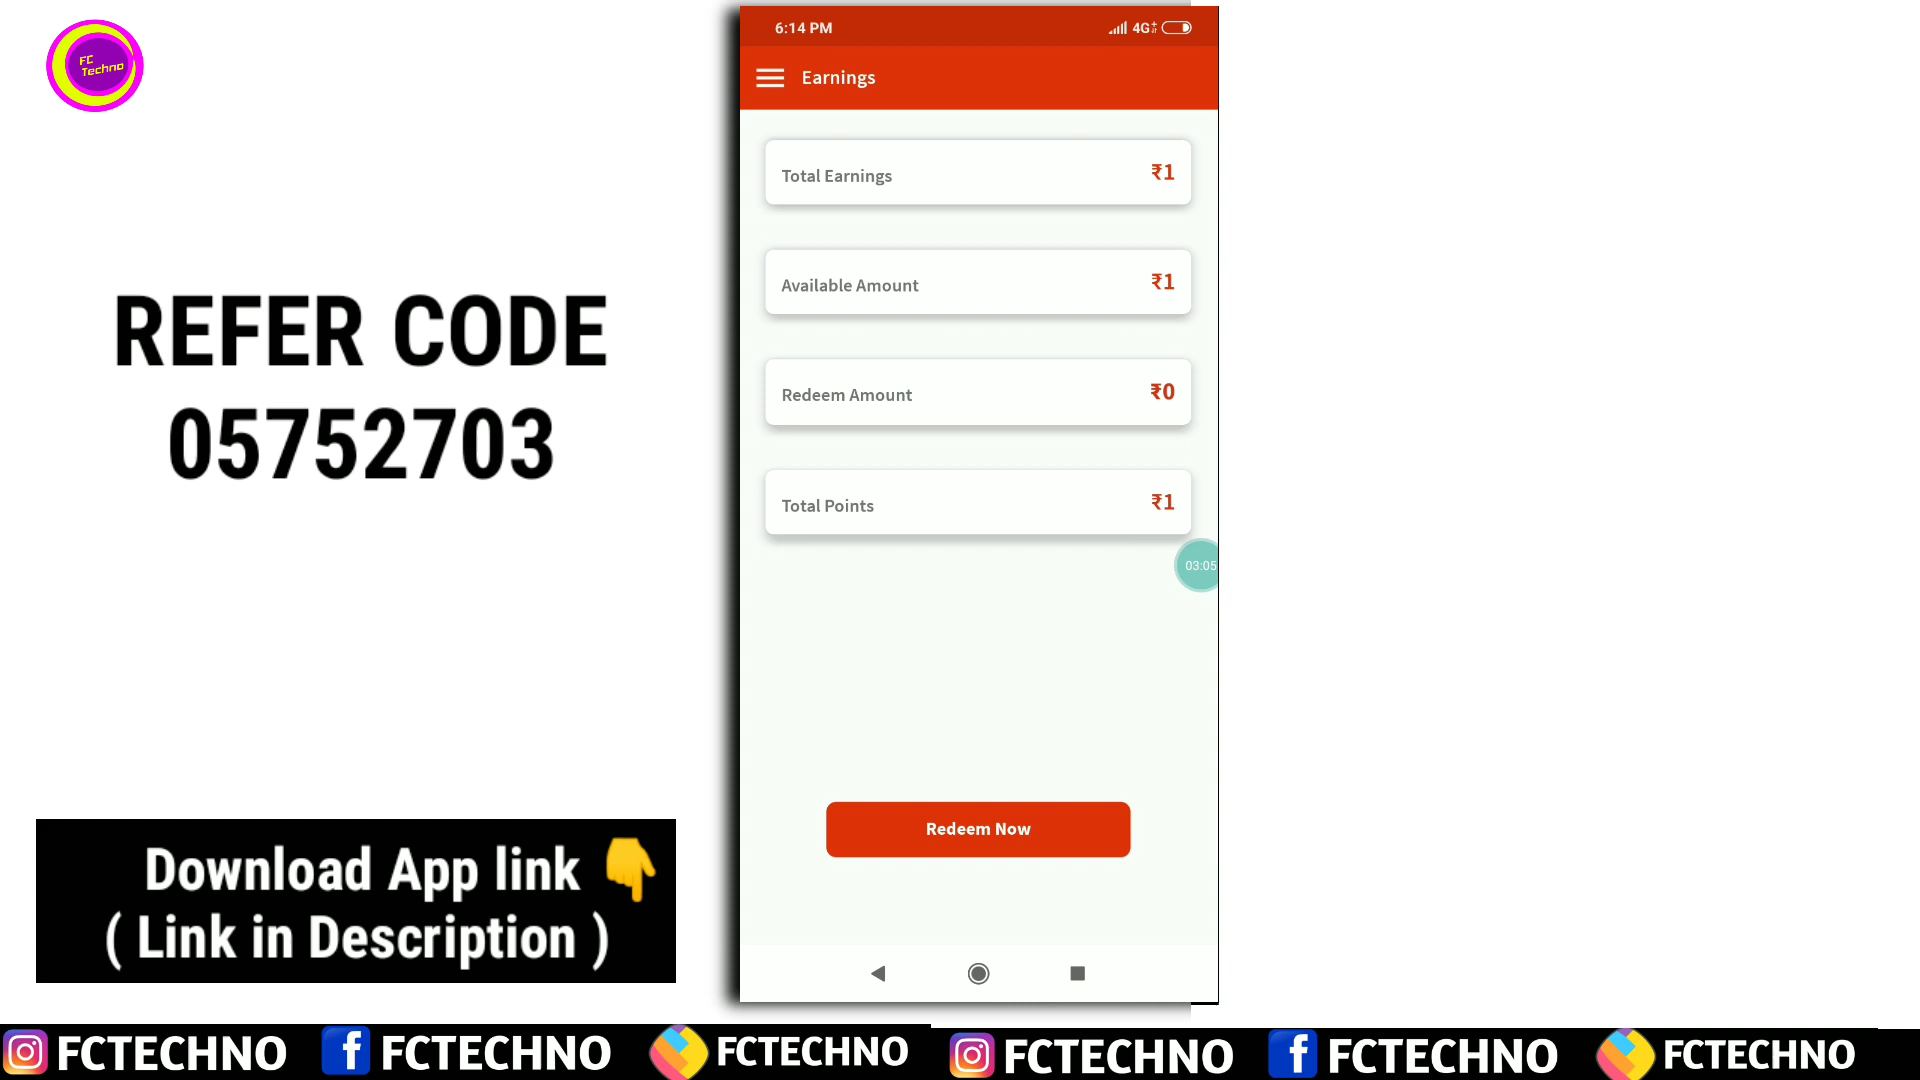 FC
Techno
REFER CODE
05752703
Download App link 👇
( Link in Description )
6:14 PM
4G+
Earnings
Total Earnings
₹1
Available Amount
₹1
Redeem Amount
₹0
Total Points
₹1
03:05
Redeem Now
FCTECHNO
FCTECHNO
FCTECHNO
FCTECHNO
FCTECHNO
FCTECHNO